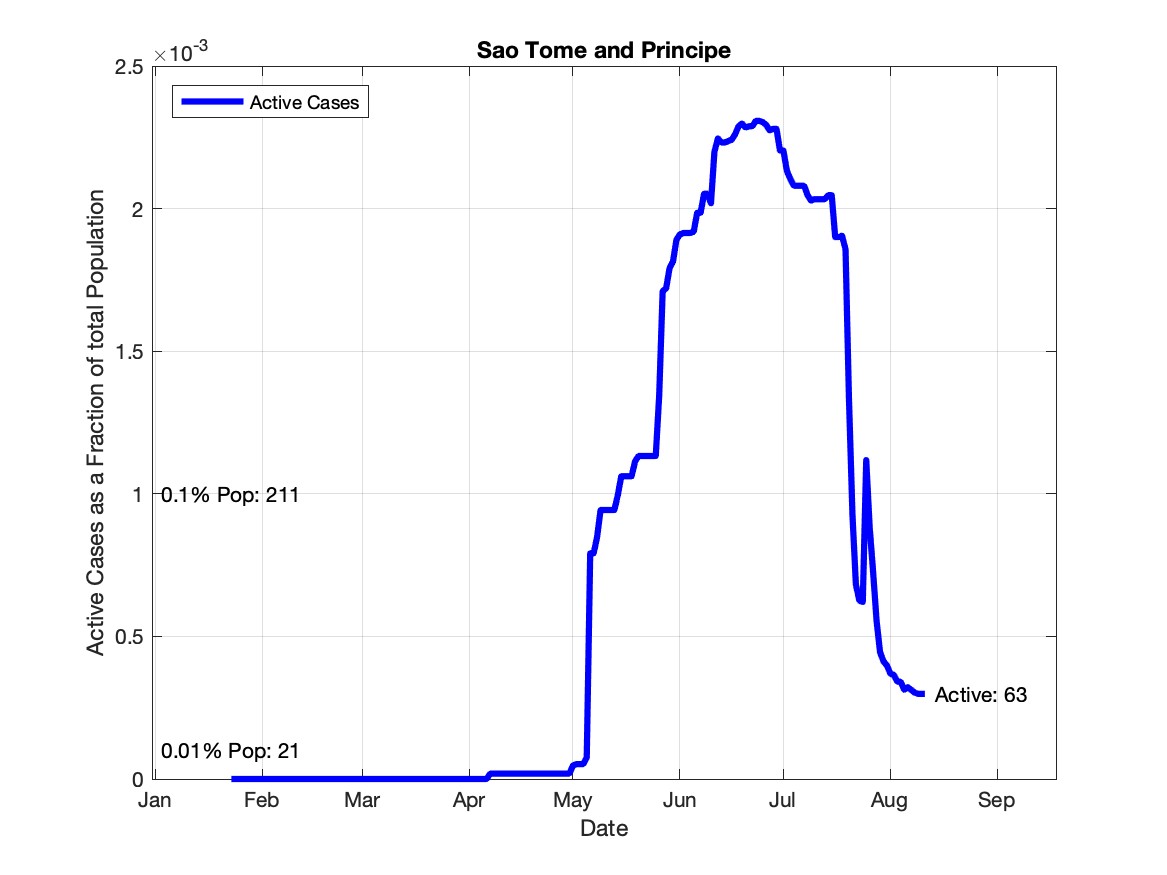 Sao Tome and Principe
×10-3
2.5
2
1.5
1
0.5
0
Active Cases as a Fraction of total Population
Active Cases
0.1% Pop: 211
0.01% Pop: 21
Active: 63
Jan Feb Mar Apr May Jun Jul Aug Sep
Date